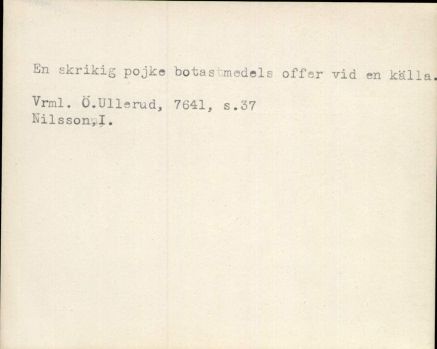 En skrikig pojke botas medels offer vid en källa.
Vrml. Ö.Ullerud, 7641, s.37
Nilsson,I.